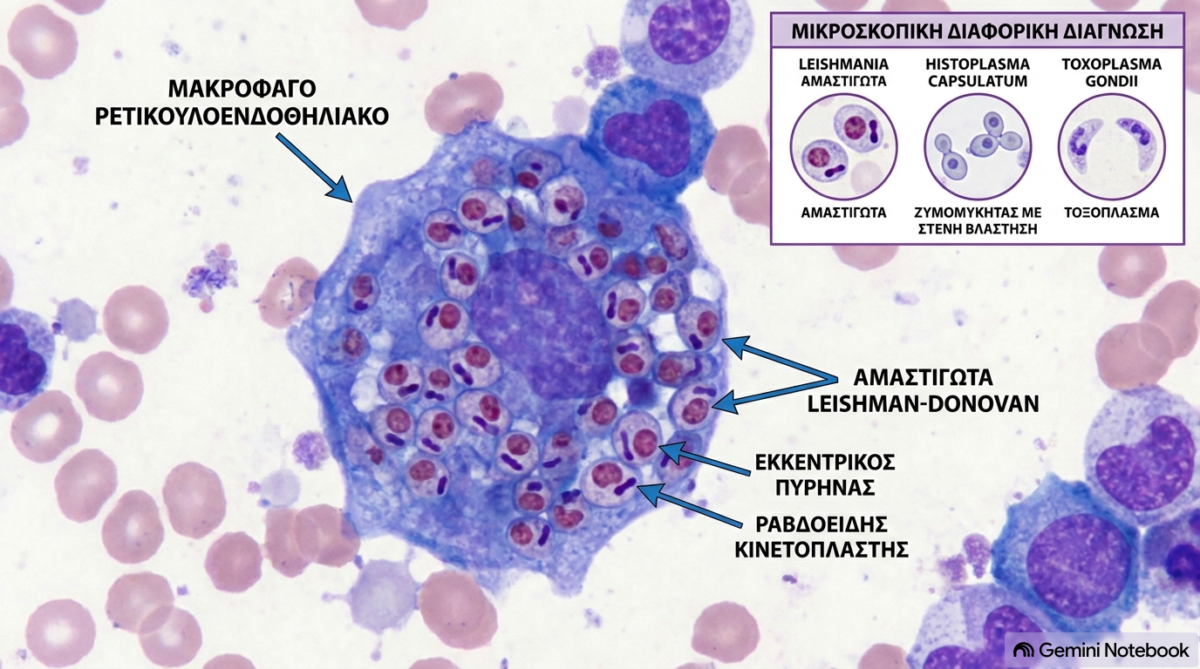 ΜΑΚΡΟΦΑΓΟ
ΡΕΤΙΚΟΥΛΟΕΝΔΟΘΗΛΙΑΚΟ
ΜΙΚΡΟΣΚΟΠΙΚΗ ΔΙΑΦΟΡΙΚΗ ΔΙΑΓΝΩΣΗ
LEISHMANIA
ΑΜΑΣΤΙΓΩΤΑ
HISTOPLASMA
CAPSULATUM
TOXOPLASMA
GONDII
ΑΜΑΣΤΙΓΩΤΑ
ΖΥΜΟΜΥΚΗΤΑΣ ΜΕ
ΣΤΕΝΗ ΒΛΑΣΤΗΣΗ
ΤΟΞΟΠΛΑΣΜΑ
ΑΜΑΣΤΙΓΩΤΑ
LEISHMAN-DONOVAN
ΕΚΚΕΝΤΡΙΚΟΣ
ΠΥΡΗΝΑΣ
ΡΑΒΔΟΕΙΔΗΣ
ΚΙΝΕΤΟΠΛΑΣΤΗΣ
Gemini Notebook